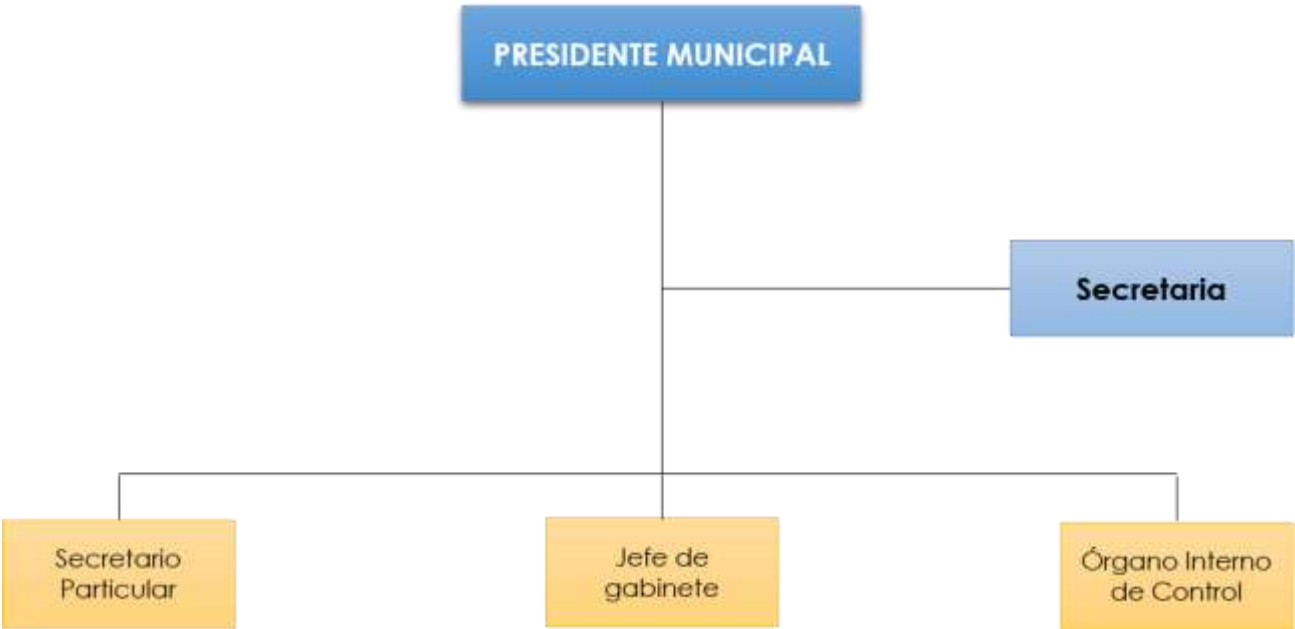 PRESIDENTE MUNICIPAL
Secretaria
Secretario
Particular
Jefe de
gabinete
Órgano Interno
de Control